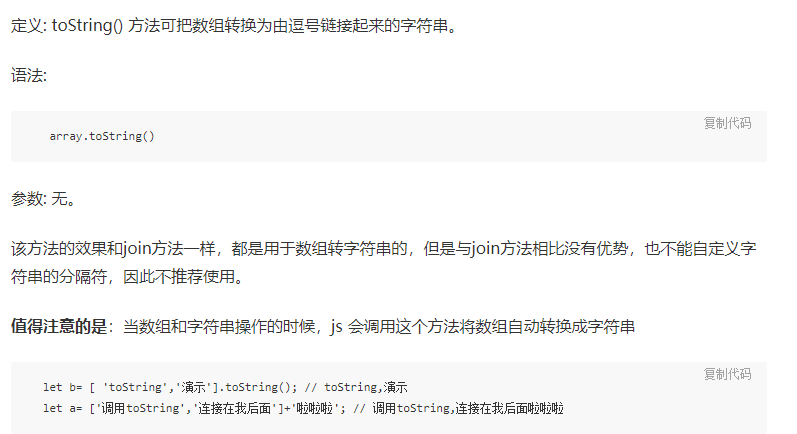 定义: toString() 方法可把数组转换为由逗号链接起来的字符串。
语法:
复制代码
array.toString()
参数: 无。
该方法的效果和join方法一样，都是用于数组转字符串的，但是与join方法相比没有优势，也不能自定义字
符串的分隔符，因此不推荐使用。
值得注意的是：当数组和字符串操作的时候，js 会调用这个方法将数组自动转换成字符串
复制代码
let b= [ 'toString','演示'].toString(); // toString,演示
let a= ['调用toString','连接在我后面']+'啦啦啦'; // 调用toString,连接在我后面啦啦啦